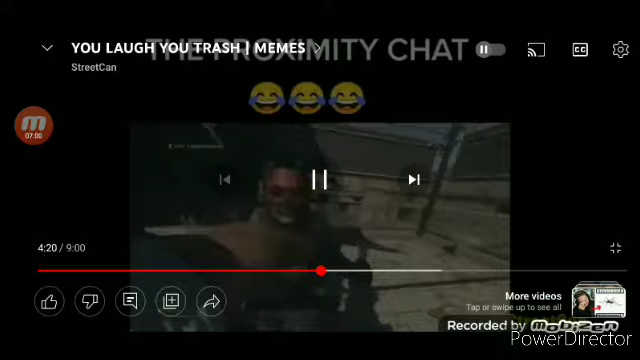 YOU LAUGH YOU TRASH | MEMES
THE PROXIMITY CHAT
StreetCan
CC
07:00
4:20 / 9:00
More videos
Tap or swipe up to see all
Recorded by mobizen
PowerDirector